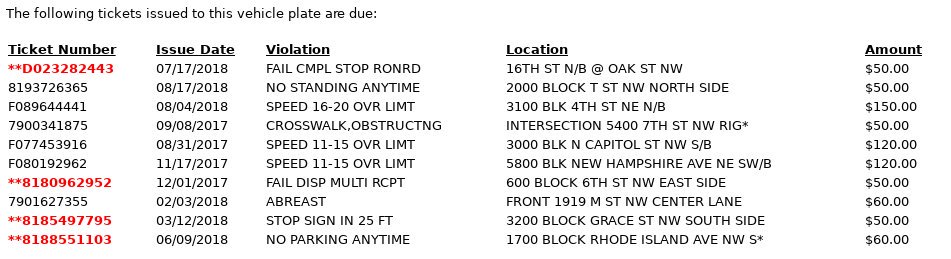 The following tickets issued to this vehicle plate are due:
Ticket Number Issue Date Violation Location Amount
**D023282443 07/17/2018 FAIL CMPL STOP RONRD 16TH ST N/B @ OAK ST NW $50.00
8193726365 08/17/2018 NO STANDING ANYTIME 2000 BLOCK T ST NW NORTH SIDE $50.00
F089644441 08/04/2018 SPEED 16-20 OVR LIMT 3100 BLK 4TH ST NE N/B $150.00
7900341875 09/08/2017 CROSSWALK,OBSTRUCTNG INTERSECTION 5400 7TH ST NW RIG* $50.00
F077453916 08/31/2017 SPEED 11-15 OVR LIMT 3000 BLK N CAPITOL ST NW S/B $120.00
F080192962 11/17/2017 SPEED 11-15 OVR LIMT 5800 BLK NEW HAMPSHIRE AVE NE SW/B $120.00
**8180962952 12/01/2017 FAIL DISP MULTI RCPT 600 BLOCK 6TH ST NW EAST SIDE $50.00
7901627355 02/03/2018 ABREAST FRONT 1919 M ST NW CENTER LANE $60.00
**8185497795 03/12/2018 STOP SIGN IN 25 FT 3200 BLOCK GRACE ST NW SOUTH SIDE $50.00
**8188551103 06/09/2018 NO PARKING ANYTIME 1700 BLOCK RHODE ISLAND AVE NW S* $60.00